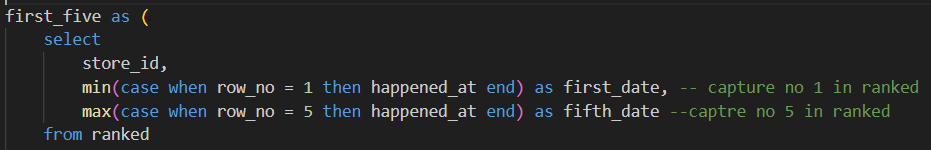 first_five as (
select
store_id,
min(case when row_no = 1 then happened_at end) as first_date, -- capture no 1 in ranked
max(case when row_no = 5 then happened_at end) as fifth_date --captre no 5 in ranked
from ranked